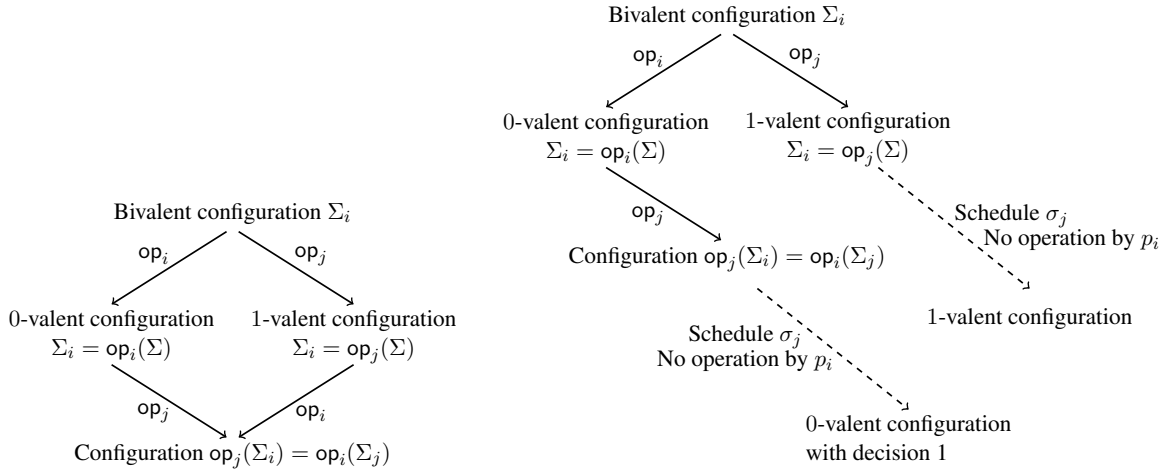 Bivalent configuration Σ_i
op_i
op_j
0-valent configuration
Σ_i = op_i(Σ)
1-valent configuration
Σ_i = op_j(Σ)
op_j
op_i
Configuration op_j(Σ_i) = op_i(Σ_j)
Bivalent configuration Σ_i
op_i
op_j
0-valent configuration
Σ_i = op_i(Σ)
1-valent configuration
Σ_i = op_j(Σ)
op_j
Schedule σ_j
No operation by p_i
Configuration op_j(Σ_i) = op_i(Σ_j)
1-valent configuration
Schedule σ_j
No operation by p_i
0-valent configuration
with decision 1